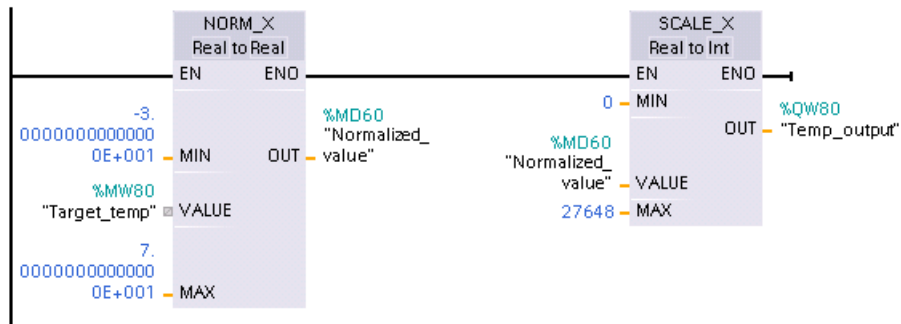 NORM_X
Real to Real
EN ENO
-3.
0000000000000
0E+001
MIN
%MW80
"Target_temp"
VALUE
7.
0000000000000
0E+001
MAX
OUT
%MD60
"Normalized_
value"
SCALE_X
Real to Int
EN ENO
0
MIN
%MD60
"Normalized_
value"
VALUE
27648
MAX
OUT
%QW80
"Temp_output"